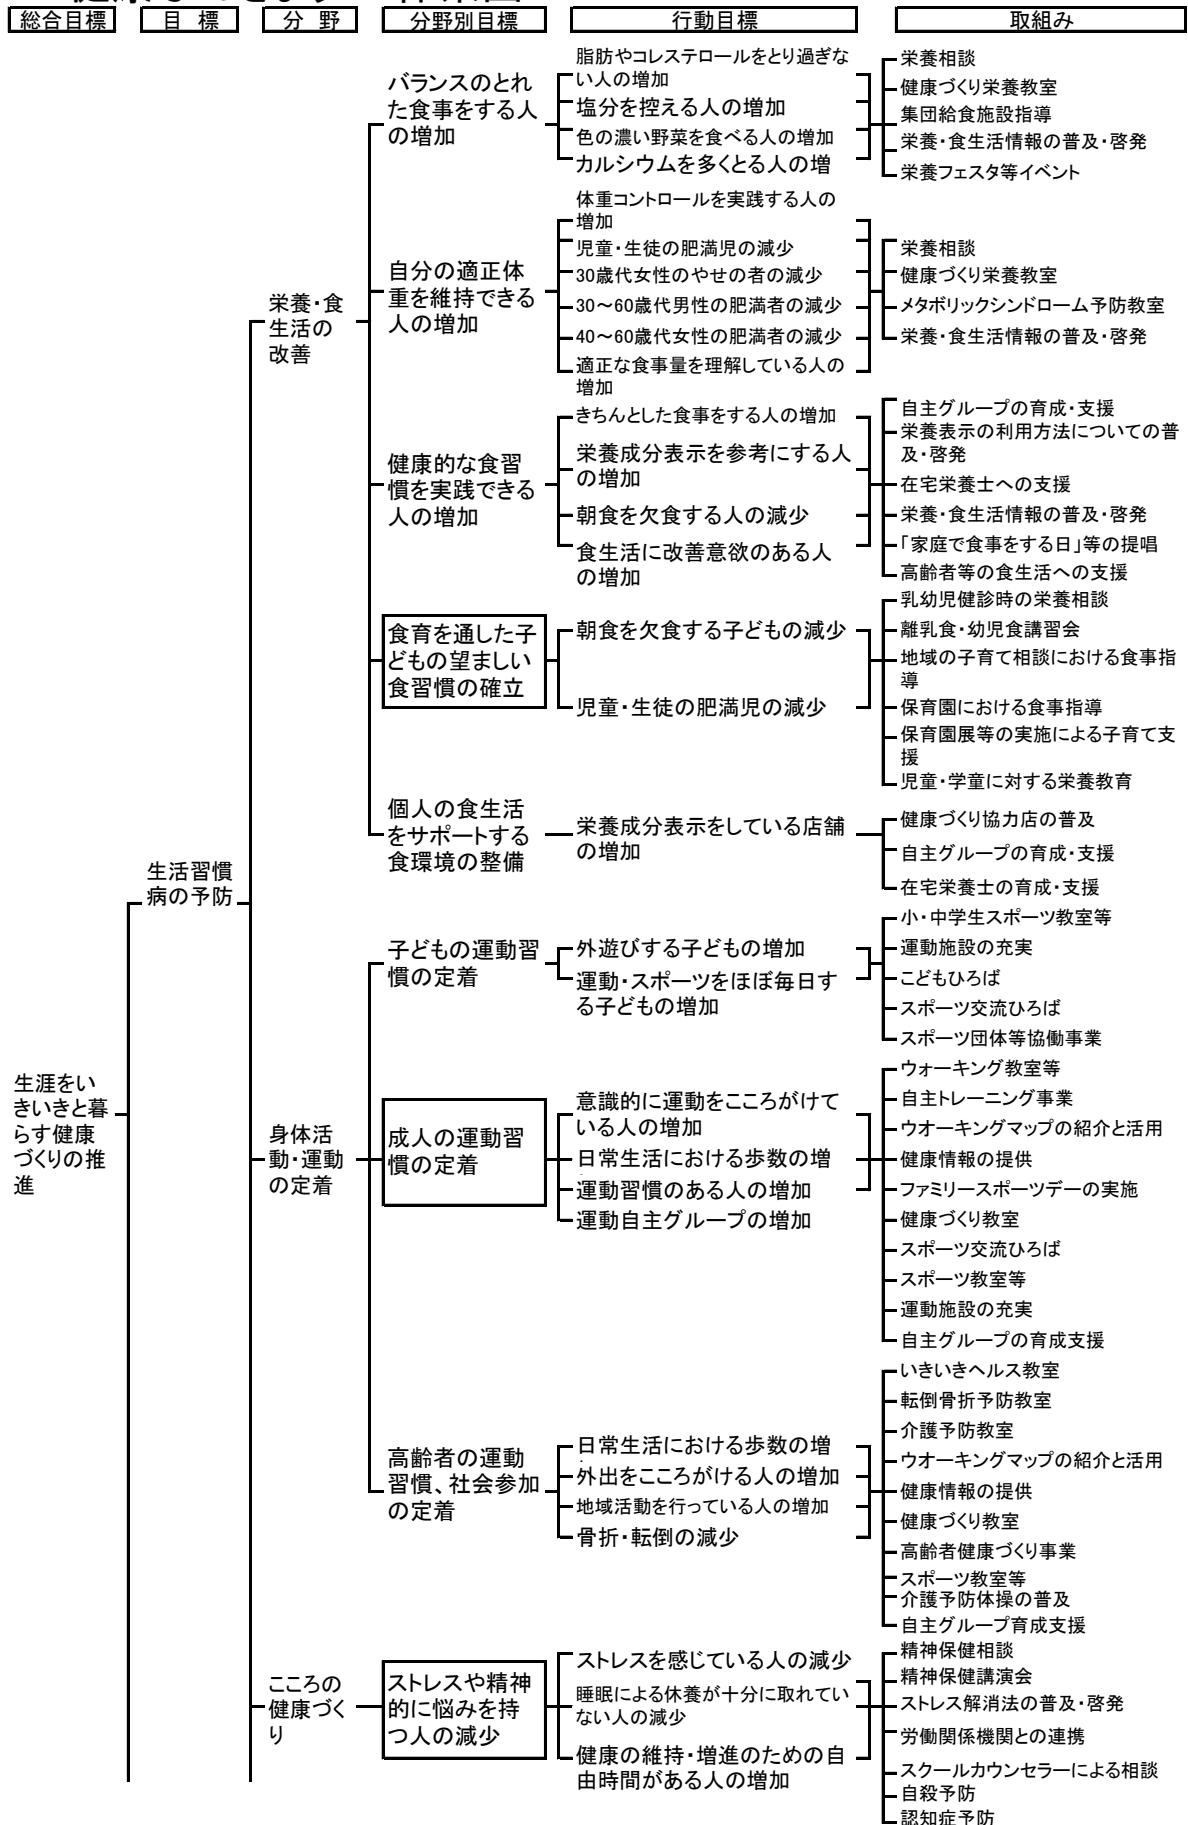 総合目標
目　標
分　野
分野別目標
行動目標
取組み
生涯をい
きいきと暮
らす健康
づくりの推
進
生活習慣
病の予防
栄養・食
生活の
改善
バランスのとれ
た食事をする人
の増加
脂肪やコレステロールをとり過ぎな
い人の増加
塩分を控える人の増加
色の濃い野菜を食べる人の増加
カルシウムを多くとる人の増
栄養相談
健康づくり栄養教室
集団給食施設指導
栄養・食生活情報の普及・啓発
栄養フェスタ等イベント
自分の適正体
重を維持できる
人の増加
体重コントロールを実践する人の
増加
児童・生徒の肥満児の減少
30歳代女性のやせの者の減少
30～60歳代男性の肥満者の減少
40～60歳代女性の肥満者の減少
適正な食事量を理解している人の
増加
栄養相談
健康づくり栄養教室
メタボリックシンドローム予防教室
栄養・食生活情報の普及・啓発
健康的な食習
慣を実践できる
人の増加
きちんとした食事をする人の増加
栄養成分表示を参考にする人
の増加
朝食を欠食する人の減少
食生活に改善意欲のある人
の増加
自主グループの育成・支援
栄養表示の利用方法についての普
及・啓発
在宅栄養士への支援
栄養・食生活情報の普及・啓発
「家庭で食事をする日」等の提唱
高齢者等の食生活への支援
食育を通した子
どもの望ましい
食習慣の確立
朝食を欠食する子どもの減少
児童・生徒の肥満児の減少
乳幼児健診時の栄養相談
離乳食・幼児食講習会
地域の子育て相談における食事指
導
保育園における食事指導
保育園展等の実施による子育て支
援
児童・学童に対する栄養教育
個人の食生活
をサポートする
食環境の整備
栄養成分表示をしている店舗
の増加
健康づくり協力店の普及
自主グループの育成・支援
在宅栄養士の育成・支援
身体活
動・運動
の定着
子どもの運動習
慣の定着
外遊びする子どもの増加
運動・スポーツをほぼ毎日す
る子どもの増加
小・中学生スポーツ教室等
運動施設の充実
こどもひろば
スポーツ交流ひろば
スポーツ団体等協働事業
成人の運動習
慣の定着
意識的に運動をこころがけて
いる人の増加
日常生活における歩数の増
運動習慣のある人の増加
運動自主グループの増加
ウォーキング教室等
自主トレーニング事業
ウオーキングマップの紹介と活用
健康情報の提供
ファミリースポーツデーの実施
健康づくり教室
スポーツ交流ひろば
スポーツ教室等
運動施設の充実
自主グループの育成支援
高齢者の運動
習慣、社会参加
の定着
日常生活における歩数の増
外出をこころがける人の増加
地域活動を行っている人の増加
骨折・転倒の減少
いきいきヘルス教室
転倒骨折予防教室
介護予防教室
ウオーキングマップの紹介と活用
健康情報の提供
健康づくり教室
高齢者健康づくり事業
スポーツ教室等
介護予防体操の普及
自主グループ育成支援
こころの
健康づく
り
ストレスや精神
的に悩みを持
つ人の減少
ストレスを感じている人の減少
睡眠による休養が十分に取れてい
ない人の減少
健康の維持・増進のための自
由時間がある人の増加
精神保健相談
精神保健講演会
ストレス解消法の普及・啓発
労働関係機関との連携
スクールカウンセラーによる相談
自殺予防
認知症予防